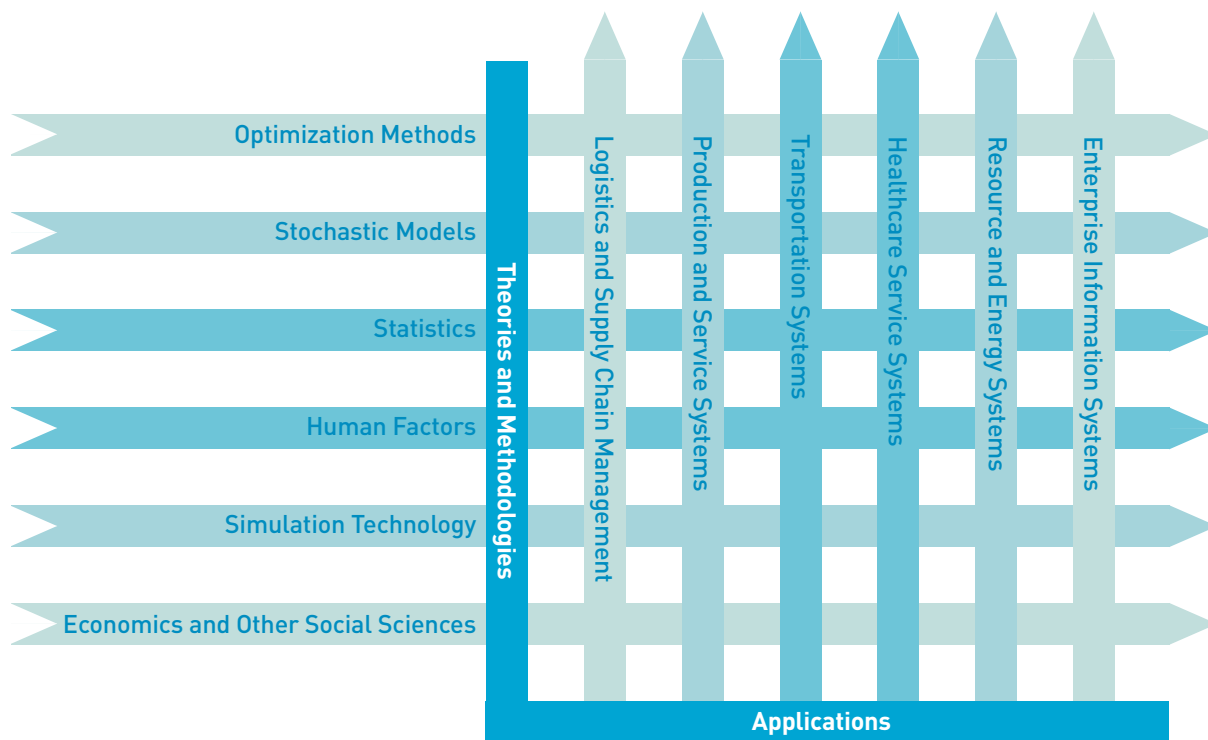 Optimization Methods
Stochastic Models
Statistics
Human Factors
Simulation Technology
Economics and Other Social Sciences
Theories and Methodologies
Logistics and Supply Chain Management
Production and Service Systems
Transportation Systems
Healthcare Service Systems
Resource and Energy Systems
Enterprise Information Systems
Applications